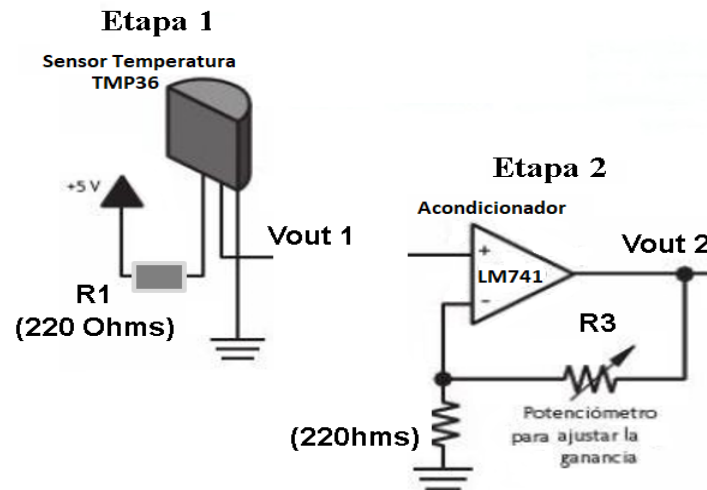 Etapa 1
Sensor Temperatura
TMP36
+5 V
Vout 1
R1
(220 Ohms)
Etapa 2
Acondicionador
Vout 2
+
LM741
−
R3
(220hms)
Potenciómetro
para ajustar la
ganancia